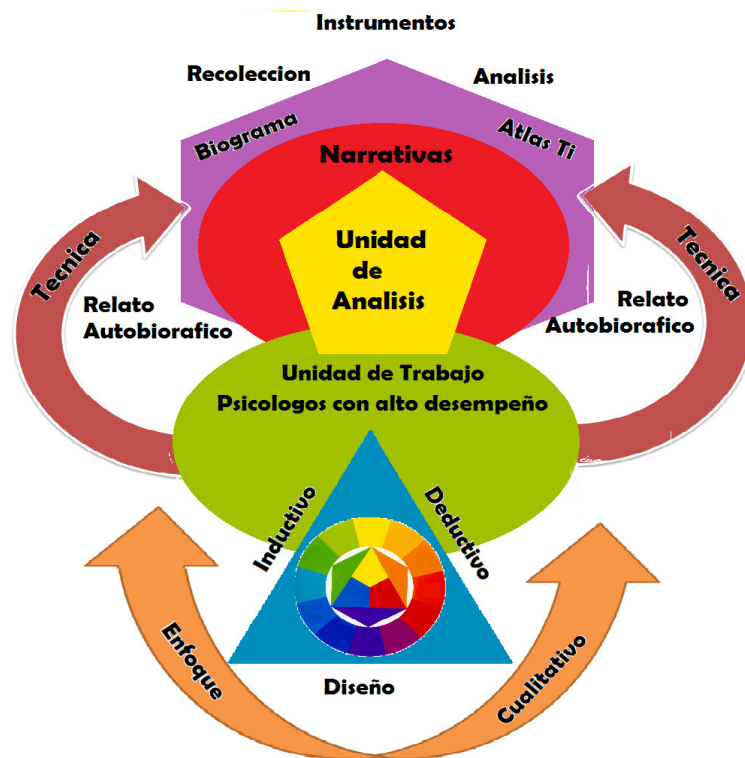 Instrumentos
Recoleccion
Analisis
Biograma
Atlas Ti
Narrativas
Unidad
de
Analisis
Tecnica
Tecnica
Relato
Autobiorafico
Relato
Autobiorafico
Unidad de Trabajo
Psicologos con alto desempeño
Inductivo
Deductivo
Enfoque
Diseño
Cualitativo